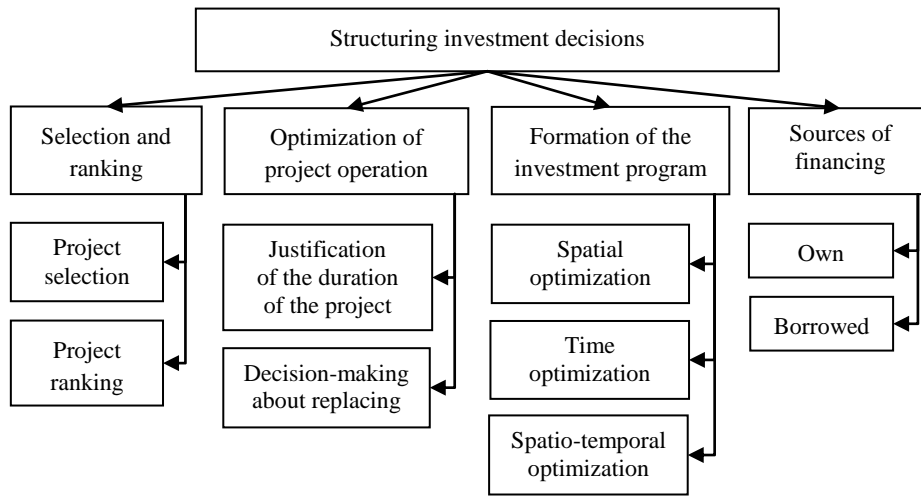 Structuring investment decisions
Selection and
ranking
Optimization of
project operation
Formation of the
investment program
Sources of
financing
Project
selection
Project
ranking
Justification
of the duration
of the project
Decision-making
about replacing
Spatial
optimization
Time
optimization
Spatio-temporal
optimization
Own
Borrowed